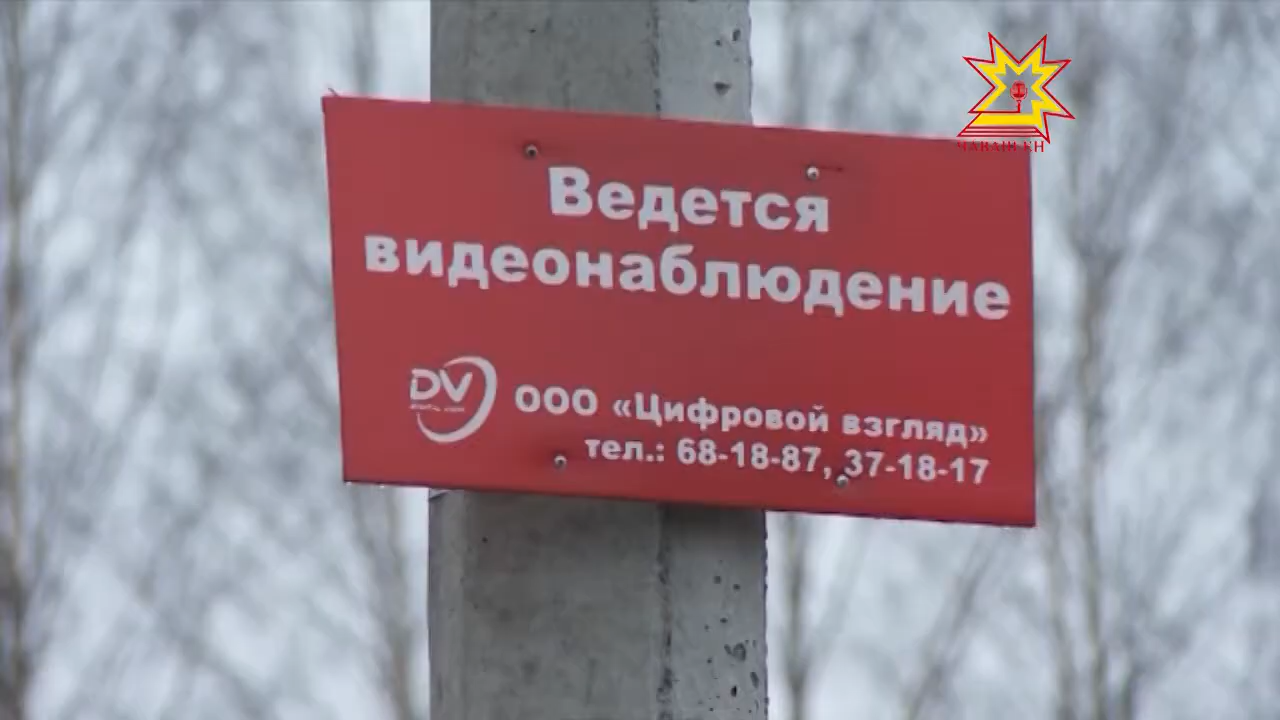 Ведется
видеонаблюдение
DV
ООО «Цифровой взгляд»
тел.: 68-18-87, 37-18-17